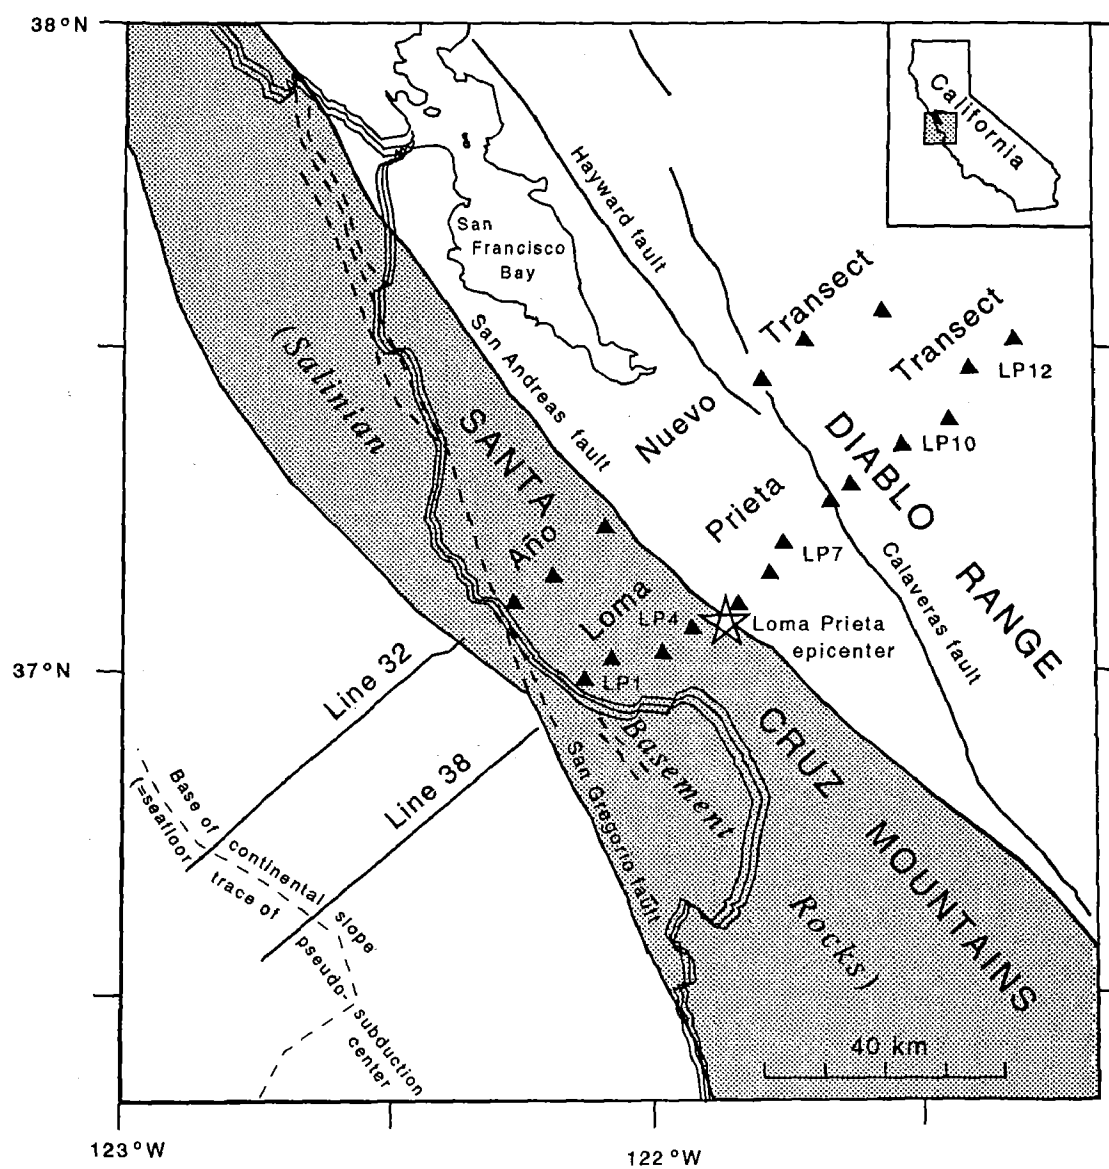 38°N
California
Hayward fault
San
Francisco
Bay
Transect
Transect
(Salinian
San Andreas fault
LP12
SANTA
Nuevo
DIABLO RANGE
LP10
Año
Prieta
LP7
Calaveras fault
Loma
LP4
Loma Prieta
epicenter
37°N
LP1
Line 32
Basement
CRUZ
San Gregorio fault
Line 38
Base of continental slope
(=seafloor trace of pseudo-subduction
center
MOUNTAINS
Rocks)
40 km
123°W
122°W